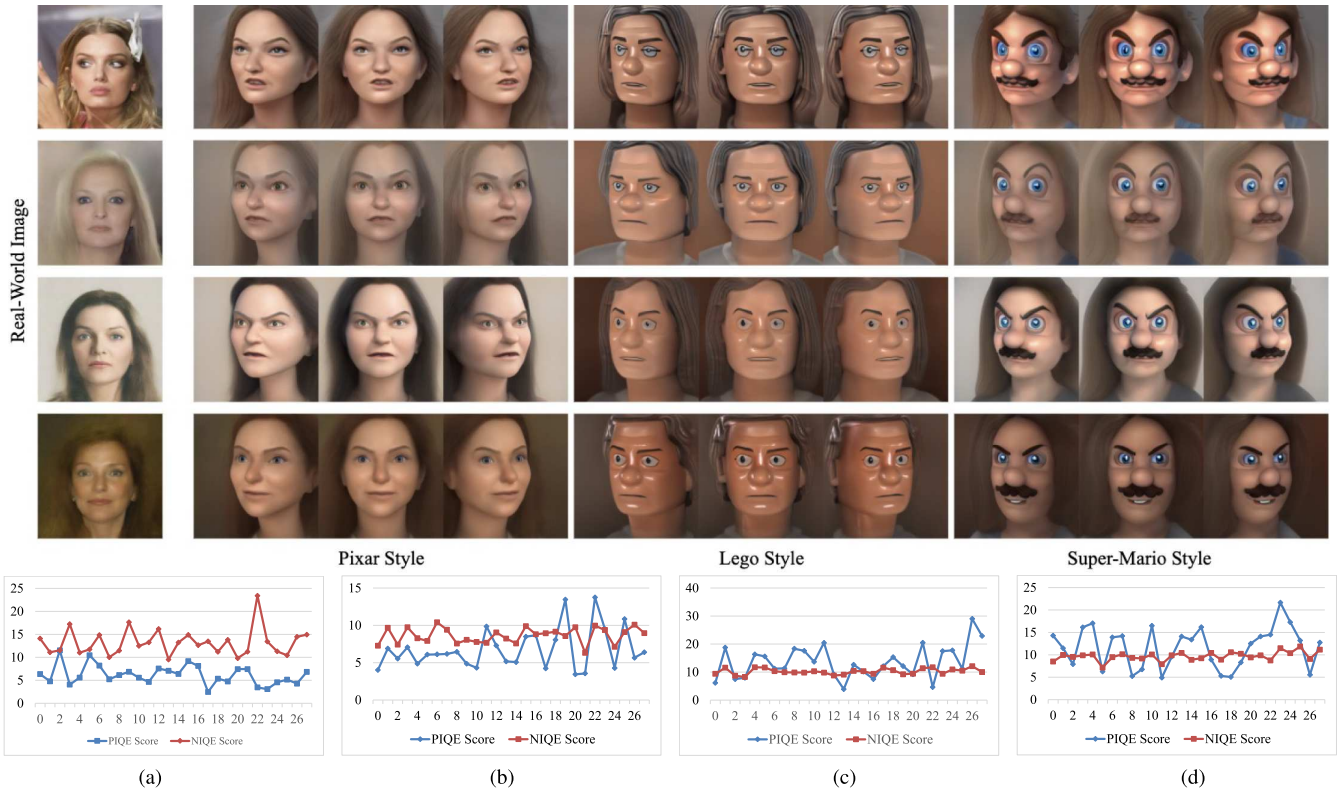 Real-World Image
Pixar Style
Lego Style
Super-Mario Style
25
20
15
10
5
0
0 2 4 6 8 10 12 14 16 18 20 22 24 26
PIQE Score NIQE Score
(a)
15
10
5
0
0 2 4 6 8 10 12 14 16 18 20 22 24 26
PIQE Score NIQE Score
(b)
40
30
20
10
0
0 2 4 6 8 10 12 14 16 18 20 22 24 26
PIQE Score NIQE Score
(c)
25
20
15
10
5
0
0 2 4 6 8 10 12 14 16 18 20 22 24 26
PIQE Score NIQE Score
(d)